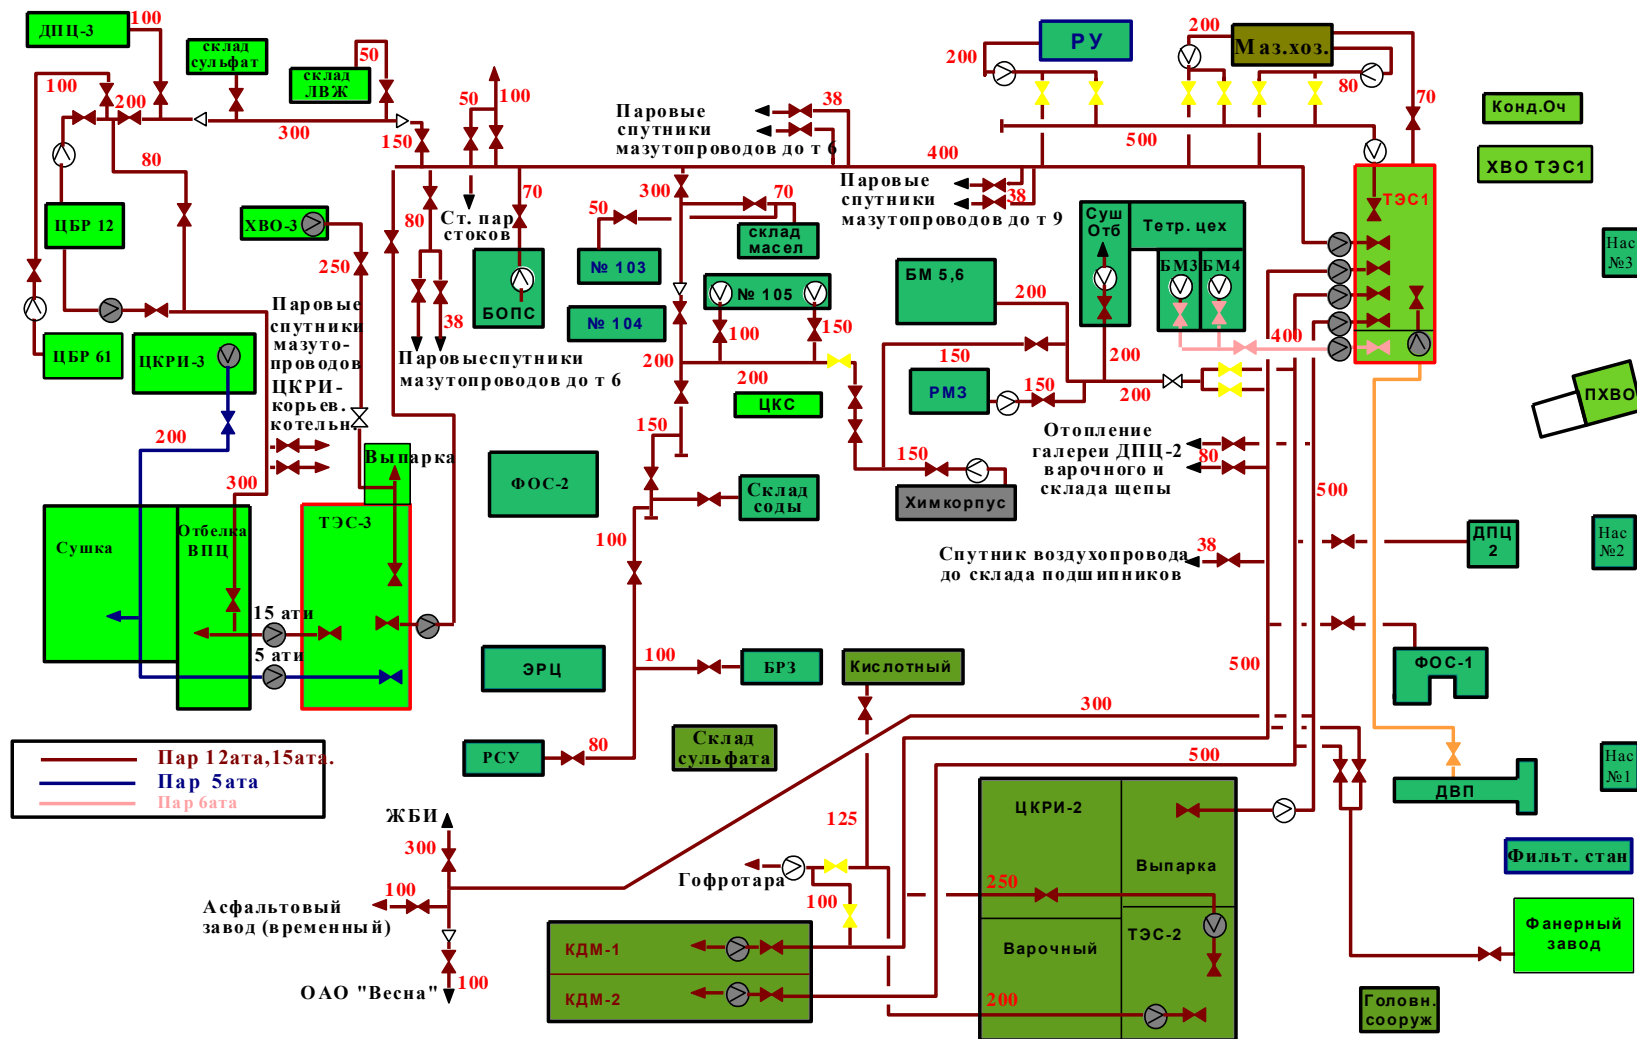 ДПЦ-3
100
склад
сульфат
50
склад
ЛВЖ
100
200
300
150
80
50
100
Паровые
спутники
мазутопроводов до т 6
38
400
200
РУ
200
Маз.хоз.
80
70
500
Конд.Оч
ХВО ТЭС1
ЦБР 12
ХВО-3
250
80
Ст. пар
стоков
70
300
50
70
склад
масел
№ 103
№ 104
№ 105
100
150
Паровые
спутники
мазутопроводов до т 9
38
Суш
Отб
Тетр. цех
БМ3
БМ4
ТЭС1
Нас
№3
БМ 5,6
200
400
ЦБР 61
ЦКРИ-3
Паровые
спутники
мазуто-
проводов
ЦКРИ-
корьев.
котельн.
38
БОПС
Паровыеспутники
мазутопроводов до т 6
200
200
ЦКС
150
РМЗ
150
200
200
ПХВО
200
300
Выпарка
150
ФОС-2
Склад
соды
150
Химкорпус
Отопление
галереи ДПЦ-2
варочного и
склада щепы
80
500
Сушка
Отбелка
ВПЦ
ТЭС-3
100
Спутник воздухопровода
до склада подшипников
38
ДПЦ
2
Нас
№2
15 ати
5 ати
ЭРЦ
100
БРЗ
Кислотный
500
ФОС-1
300
РСУ
80
Склад
сульфата
500
Нас
№1
ДВП
Пар 12ата,15ата.
Пар 5ата
Пар 6ата
ЖБИ
300
125
ЦКРИ-2
Выпарка
Фильт. стан
Гофротара
100
250
100
Асфальтовый
завод (временный)
Варочный
ТЭС-2
Фанерный
завод
КДМ-1
КДМ-2
100
ОАО "Весна"
200
Головн.
сооруж